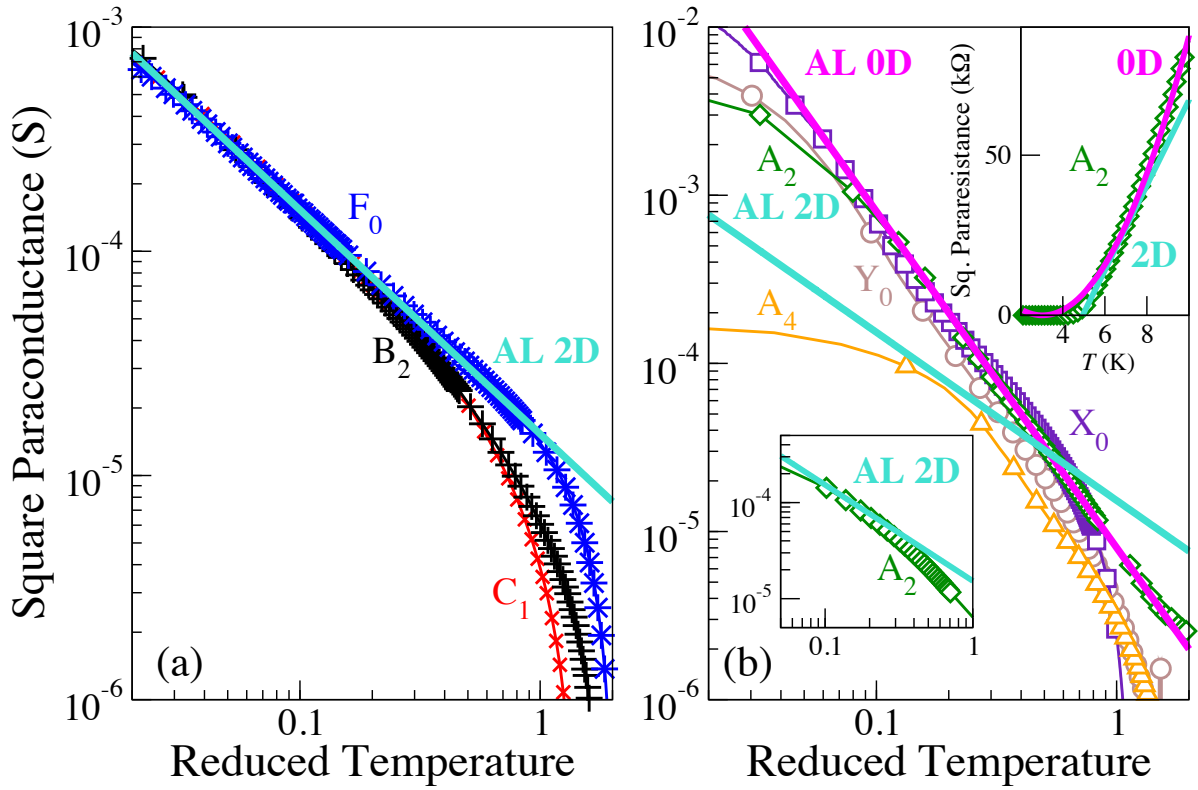 10⁻³
10⁻⁴
10⁻⁵
10⁻⁶
Square Paraconductance (S)
F₀
B₂
AL 2D
C₁
(a)
0.1
1
Reduced Temperature
10⁻²
10⁻³
10⁻⁴
10⁻⁵
10⁻⁶
AL 0D
A₂
AL 2D
Y₀
A₄
X₀
(b)
0.1
1
Reduced Temperature
Sq. Pararesistance (kΩ)
50
0
0D
A₂
2D
4
6
8
10
T (K)
10⁻⁴
10⁻⁵
AL 2D
A₂
0.1
1